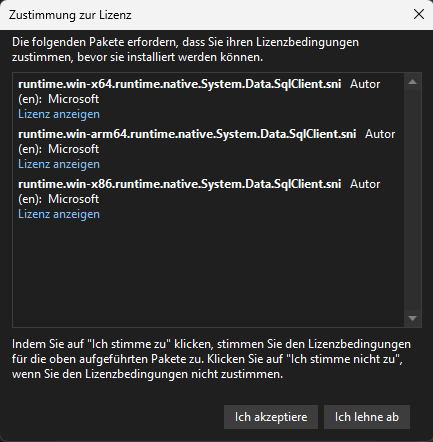 Zustimmung zur Lizenz
Die folgenden Pakete erfordern, dass Sie ihren Lizenzbedingungen
zustimmen, bevor sie installiert werden können.
runtime.win-x64.runtime.native.System.Data.SqlClient.sni Autor
(en): Microsoft
Lizenz anzeigen
runtime.win-arm64.runtime.native.System.Data.SqlClient.sni Autor
(en): Microsoft
Lizenz anzeigen
runtime.win-x86.runtime.native.System.Data.SqlClient.sni Autor
(en): Microsoft
Lizenz anzeigen
Indem Sie auf "Ich stimme zu" klicken, stimmen Sie den Lizenzbedingungen
für die oben aufgeführten Pakete zu. Klicken Sie auf "Ich stimme nicht zu",
wenn Sie den Lizenzbedingungen nicht zustimmen.
Ich akzeptiere Ich lehne ab